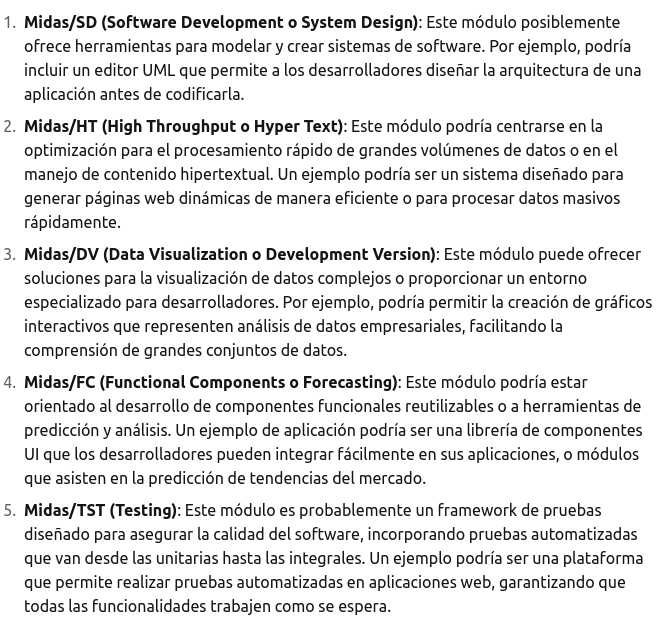 1. Midas/SD (Software Development o System Design): Este módulo posiblemente
ofrece herramientas para modelar y crear sistemas de software. Por ejemplo, podría
incluir un editor UML que permite a los desarrolladores diseñar la arquitectura de una
aplicación antes de codificarla.
2. Midas/HT (High Throughput o Hyper Text): Este módulo podría centrarse en la
optimización para el procesamiento rápido de grandes volúmenes de datos o en el
manejo de contenido hipertextual. Un ejemplo podría ser un sistema diseñado para
generar páginas web dinámicas de manera eficiente o para procesar datos masivos
rápidamente.
3. Midas/DV (Data Visualization o Development Version): Este módulo puede ofrecer
soluciones para la visualización de datos complejos o proporcionar un entorno
especializado para desarrolladores. Por ejemplo, podría permitir la creación de gráficos
interactivos que representen análisis de datos empresariales, facilitando la
comprensión de grandes conjuntos de datos.
4. Midas/FC (Functional Components o Forecasting): Este módulo podría estar
orientado al desarrollo de componentes funcionales reutilizables o a herramientas de
predicción y análisis. Un ejemplo de aplicación podría ser una librería de componentes
UI que los desarrolladores pueden integrar fácilmente en sus aplicaciones, o módulos
que asisten en la predicción de tendencias del mercado.
5. Midas/TST (Testing): Este módulo es probablemente un framework de pruebas
diseñado para asegurar la calidad del software, incorporando pruebas automatizadas
que van desde las unitarias hasta las integrales. Un ejemplo podría ser una plataforma
que permite realizar pruebas automatizadas en aplicaciones web, garantizando que
todas las funcionalidades trabajen como se espera.